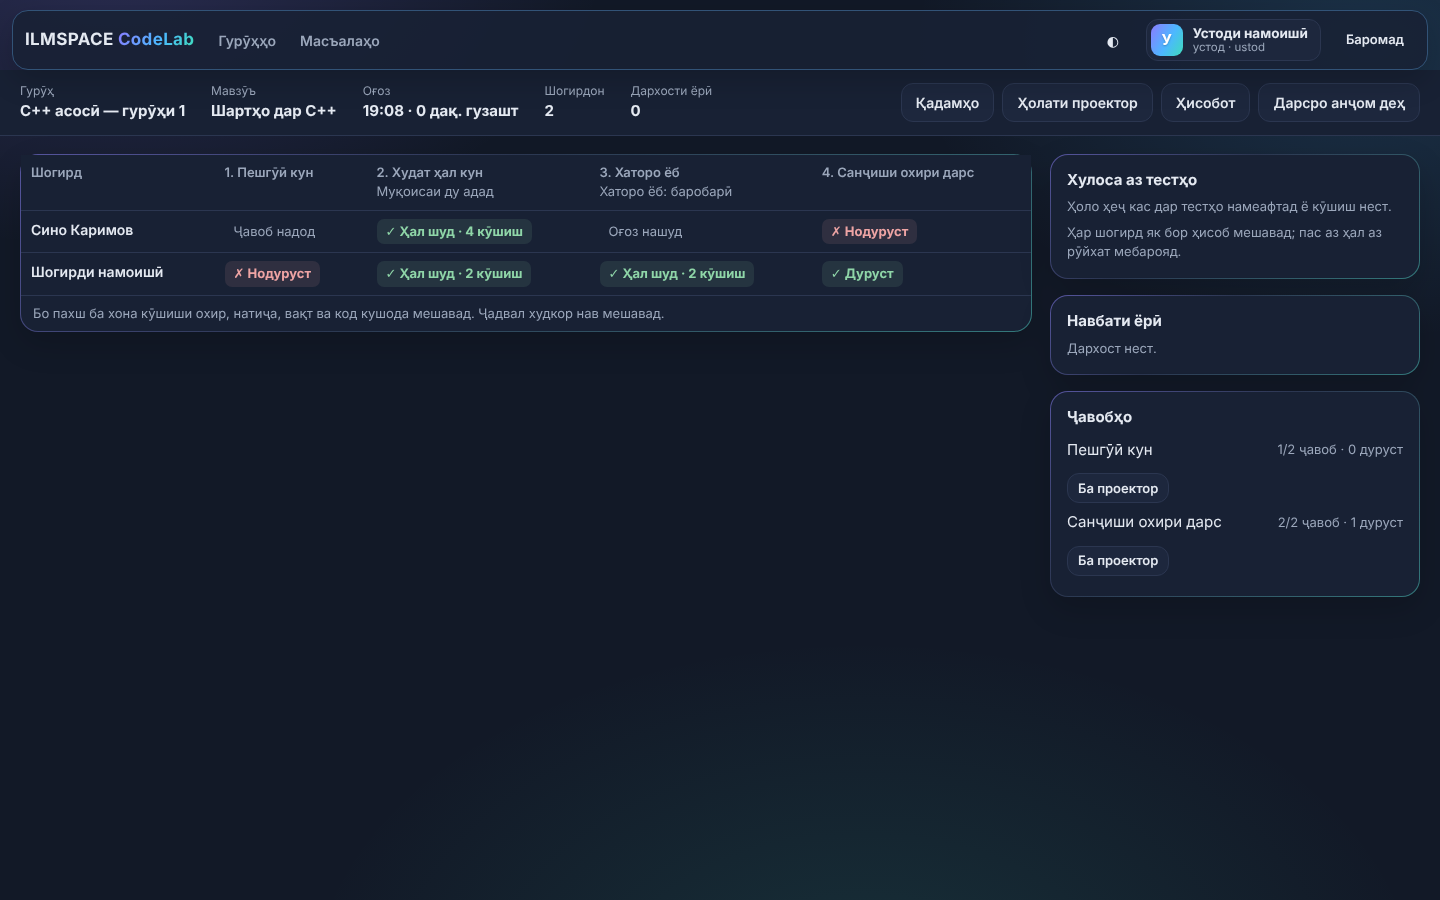 ILMSPACE CodeLab
Гурӯҳҳо
Масъалаҳо
У
Устоди намоишӣ
устод · ustod
Баромад
Гурӯҳ
C++ асосӣ — гурӯҳи 1
Мавзӯъ
Шартҳо дар C++
Оғоз
19:08 · 0 дақ. гузашт
Шогирдон
2
Дархости ёрӣ
0
Қадамҳо
Ҳолати проектор
Ҳисобот
Дарсро анҷом деҳ
Шогирд
1. Пешгӯӣ кун
2. Худат ҳал кун
Муқоисаи ду адад
3. Хаторо ёб
Хаторо ёб: баробарӣ
4. Санҷиши охири дарс
Сино Каримов
Ҷавоб надод
✓ Ҳал шуд · 4 кӯшиш
Оғоз нашуд
✗ Нодуруст
Шогирди намоишӣ
✗ Нодуруст
✓ Ҳал шуд · 2 кӯшиш
✓ Ҳал шуд · 2 кӯшиш
✓ Дуруст
Бо пахш ба хона кӯшиши охир, натиҷа, вақт ва код кушода мешавад. Ҷадвал худкор нав мешавад.
Хулоса аз тестҳо
Ҳоло ҳеҷ кас дар тестҳо намеафтад ё кӯшиш нест.
Ҳар шогирд як бор ҳисоб мешавад; пас аз ҳал аз
рӯйхат мебарояд.
Навбати ёрӣ
Дархост нест.
Ҷавобҳо
Пешгӯӣ кун
1/2 ҷавоб · 0 дуруст
Ба проектор
Санҷиши охири дарс
2/2 ҷавоб · 1 дуруст
Ба проектор